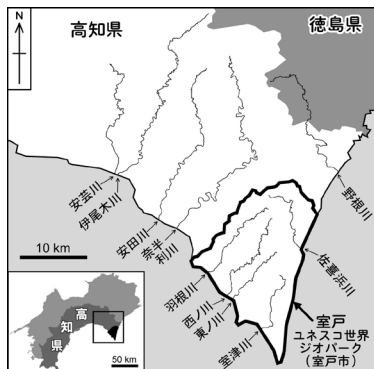 N
高知県
徳島県
安芸川
伊尾木川
安田川
奈半
利川
野根川
10 km
羽根川
西ノ川
東ノ川
室津川
佐喜浜川
室戸
ユネスコ世界
ジオパーク
(室戸市)
高知県
50 km